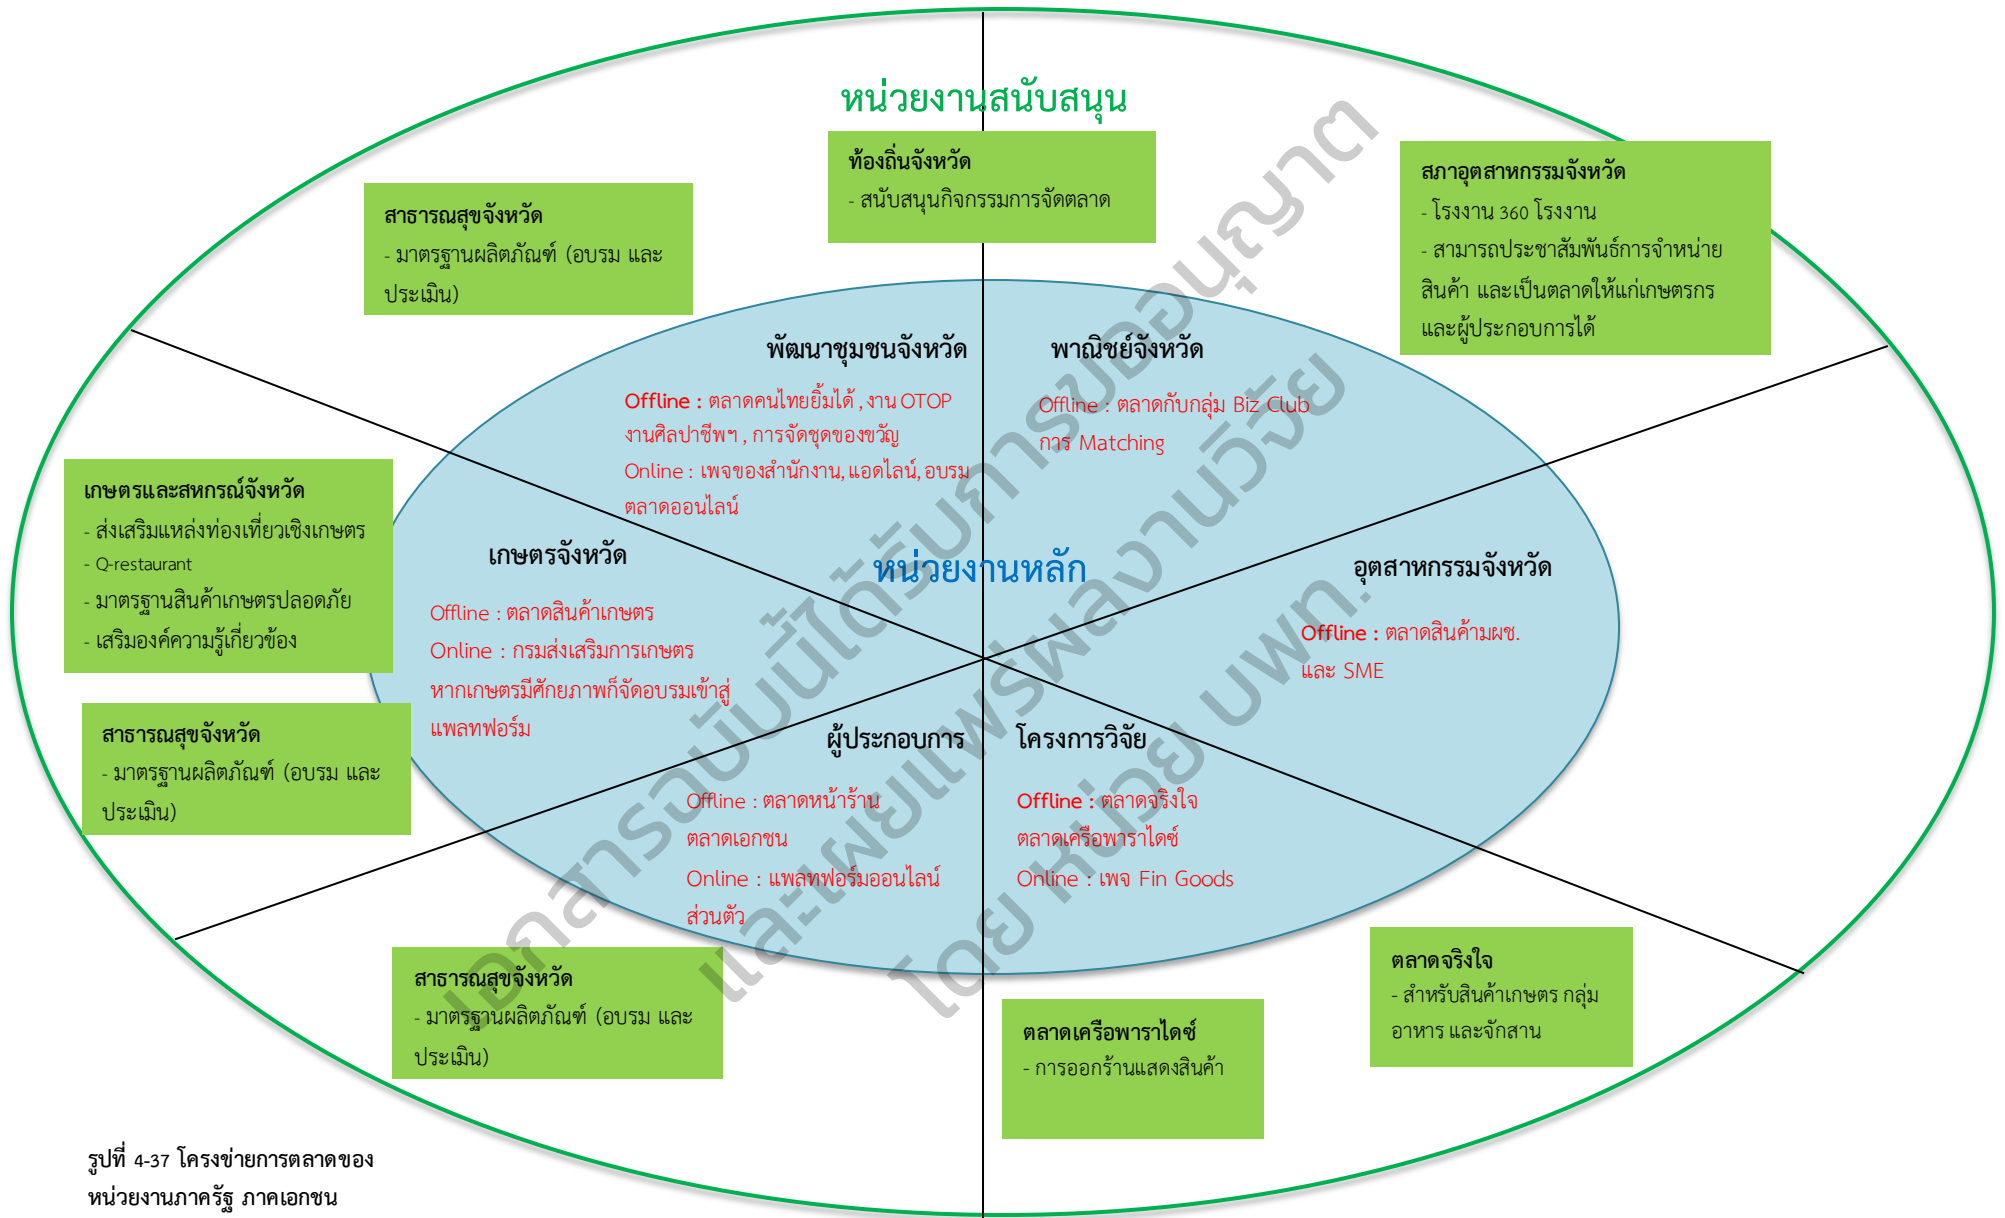 หน่วยงานสนับสนุน
ท้องถิ่นจังหวัด
- สนับสนุนกิจกรรมการจัดตลาด
สภาอุตสาหกรรมจังหวัด
- โรงงาน 360 โรงงาน
- สามารถประชาสัมพันธ์การจำหน่าย
สินค้า และเป็นตลาดให้แก่เกษตรกร
และผู้ประกอบการได้
สาธารณสุขจังหวัด
- มาตรฐานผลิตภัณฑ์ (อบรม และ
ประเมิน)
พัฒนาชุมชนจังหวัด
Offline : ตลาดคนไทยยิ้มได้ , งาน OTOP
งานศิลปาชีพฯ , การจัดชุดของขวัญ
Online : เพจของสำนักงาน, แอดไลน์, อบรม
ตลาดออนไลน์
พาณิชย์จังหวัด
Offline : ตลาดกับกลุ่ม Biz Club
การ Matching
เกษตรและสหกรณ์จังหวัด
- ส่งเสริมแหล่งท่องเที่ยวเชิงเกษตร
- Q-restaurant
- มาตรฐานสินค้าเกษตรปลอดภัย
- เสริมองค์ความรู้เกี่ยวข้อง
เกษตรจังหวัด
Offline : ตลาดสินค้าเกษตร
Online : กรมส่งเสริมการเกษตร
หากเกษตรมีศักยภาพก็จัดอบรมเข้าสู่
แพลทฟอร์ม
หน่วยงานหลัก
อุตสาหกรรมจังหวัด
Offline : ตลาดสินค้ามผช.
และ SME
สาธารณสุขจังหวัด
- มาตรฐานผลิตภัณฑ์ (อบรม และ
ประเมิน)
ผู้ประกอบการ
Offline : ตลาดหน้าร้าน
ตลาดเอกชน
Online : แพลทฟอร์มออนไลน์
ส่วนตัว
โครงการวิจัย
Offline : ตลาดจริงใจ
ตลาดเครือพาราไดซ์
Online : เพจ Fin Goods
สาธารณสุขจังหวัด
- มาตรฐานผลิตภัณฑ์ (อบรม และ
ประเมิน)
ตลาดเครือพาราไดซ์
- การออกร้านแสดงสินค้า
ตลาดจริงใจ
- สำหรับสินค้าเกษตร กลุ่ม
อาหาร และจักสาน
รูปที่ 4-37 โครงข่ายการตลาดของ
หน่วยงานภาครัฐ ภาคเอกชน
เอกสารฉบับนี้ได้รับการขออนุญาต
และเผยแพร่ผลงานวิจัย
โดย หน่วย บพท.